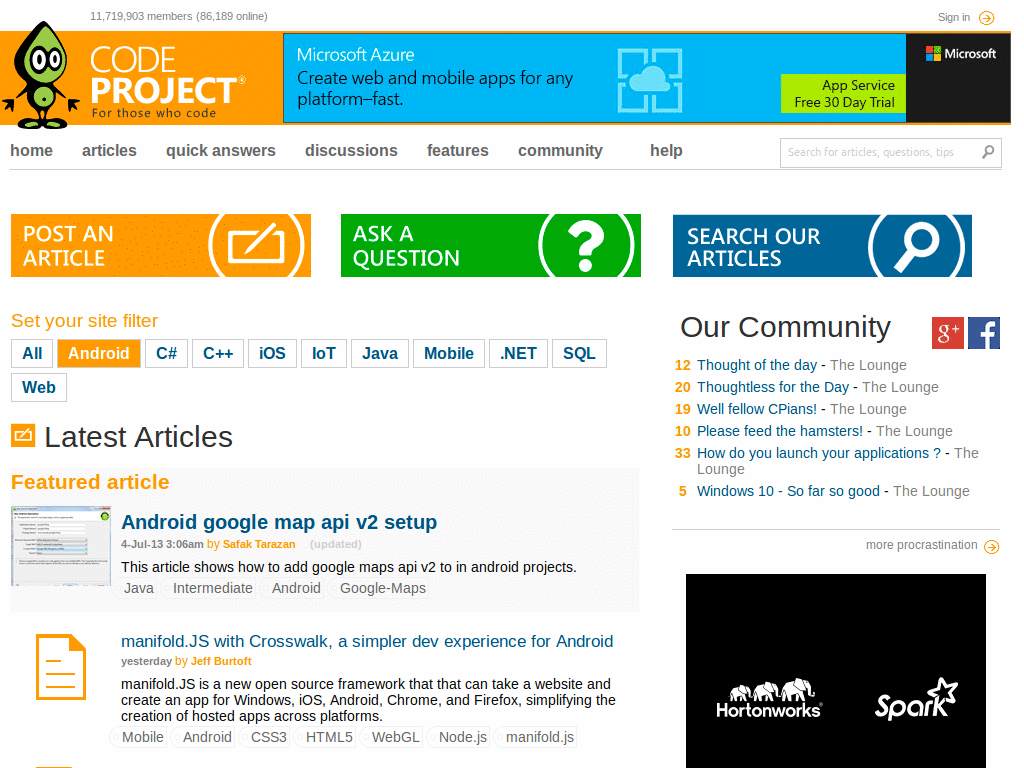 11,719,903 members (86,189 online)
Sign in
CODE
PROJECT®
For those who code
Microsoft Azure
Create web and mobile apps for any
platform–fast.
App Service
Free 30 Day Trial
Microsoft
home articles quick answers discussions features community help
Search for articles, questions, tips
POST AN
ARTICLE
ASK A
QUESTION
SEARCH OUR
ARTICLES
Set your site filter
All Android C# C++ iOS IoT Java Mobile .NET SQL
Web
Latest Articles
Featured article
Android google map api v2 setup
4-Jul-13 3:06am by Safak Tarazan (updated)
This article shows how to add google maps api v2 to in android projects.
Java Intermediate Android Google-Maps
manifold.JS with Crosswalk, a simpler dev experience for Android
yesterday by Jeff Burtoft
manifold.JS is a new open source framework that that can take a website and
create an app for Windows, iOS, Android, Chrome, and Firefox, simplifying the
creation of hosted apps across platforms.
Mobile Android CSS3 HTML5 WebGL Node.js manifold.js
Our Community
g+ f
12 Thought of the day - The Lounge
20 Thoughtless for the Day - The Lounge
19 Well fellow CPians! - The Lounge
10 Please feed the hamsters! - The Lounge
33 How do you launch your applications ? - The
Lounge
5 Windows 10 - So far so good - The Lounge
more procrastination
Hortonworks
Spark